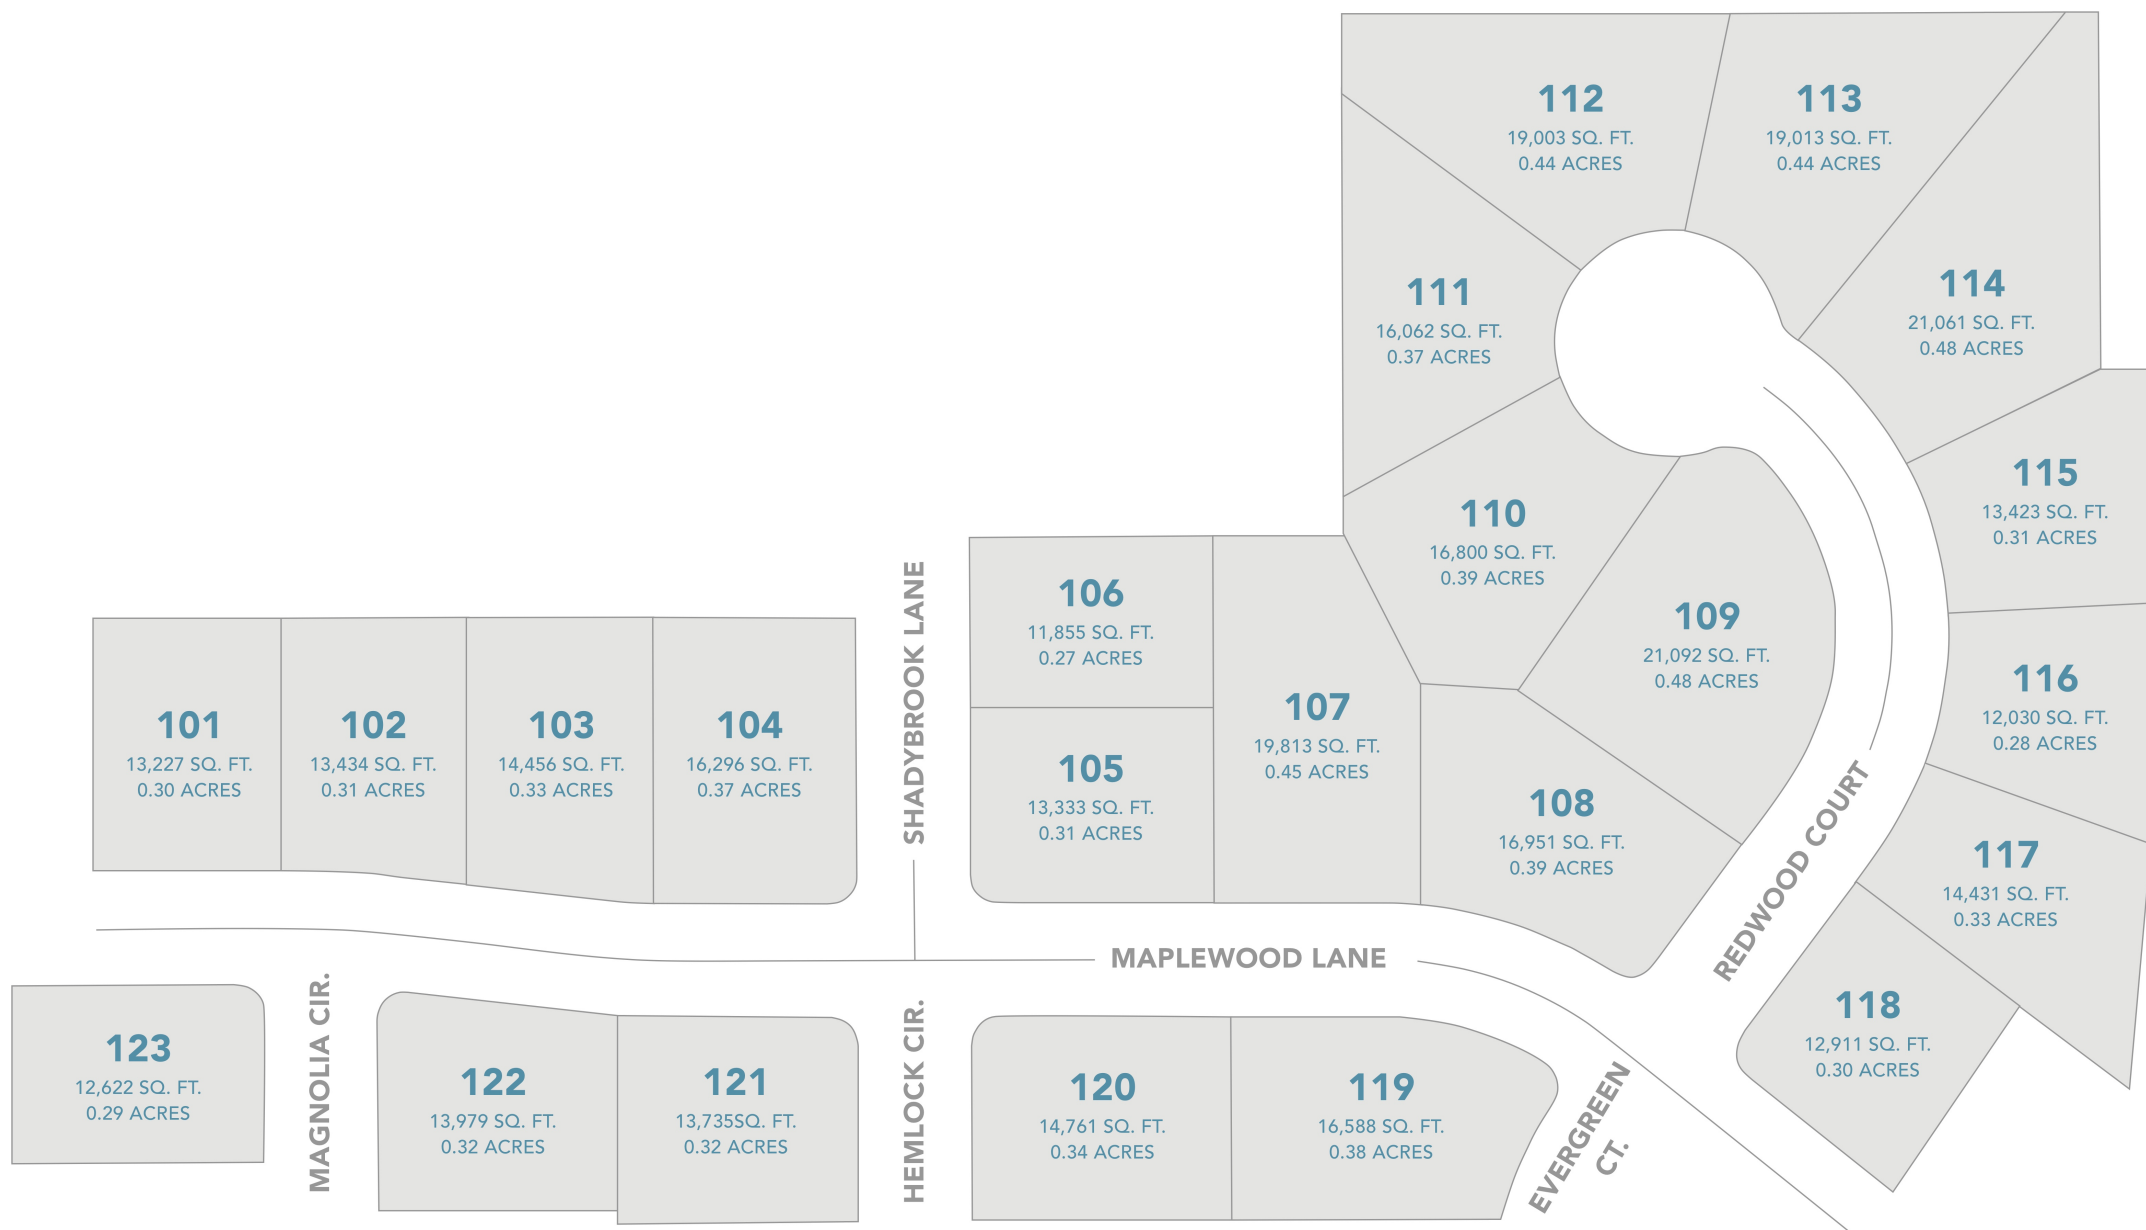 112
19,003 SQ. FT.
0.44 ACRES
113
19,013 SQ. FT.
0.44 ACRES
111
16,062 SQ. FT.
0.37 ACRES
114
21,061 SQ. FT.
0.48 ACRES
110
16,800 SQ. FT.
0.39 ACRES
115
13,423 SQ. FT.
0.31 ACRES
106
11,855 SQ. FT.
0.27 ACRES
109
21,092 SQ. FT.
0.48 ACRES
116
12,030 SQ. FT.
0.28 ACRES
101
13,227 SQ. FT.
0.30 ACRES
102
13,434 SQ. FT.
0.31 ACRES
103
14,456 SQ. FT.
0.33 ACRES
104
16,296 SQ. FT.
0.37 ACRES
SHADYBROOK LANE
105
13,333 SQ. FT.
0.31 ACRES
107
19,813 SQ. FT.
0.45 ACRES
108
16,951 SQ. FT.
0.39 ACRES
REDWOOD COURT
117
14,431 SQ. FT.
0.33 ACRES
MAPLEWOOD LANE
118
12,911 SQ. FT.
0.30 ACRES
123
12,622 SQ. FT.
0.29 ACRES
MAGNOLIA CIR.
122
13,979 SQ. FT.
0.32 ACRES
121
13,735SQ. FT.
0.32 ACRES
HEMLOCK CIR.
120
14,761 SQ. FT.
0.34 ACRES
119
16,588 SQ. FT.
0.38 ACRES
EVERGREEN
CT.